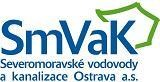 SmVaK
Severomoravské vodovody
a kanalizace Ostrava a.s.